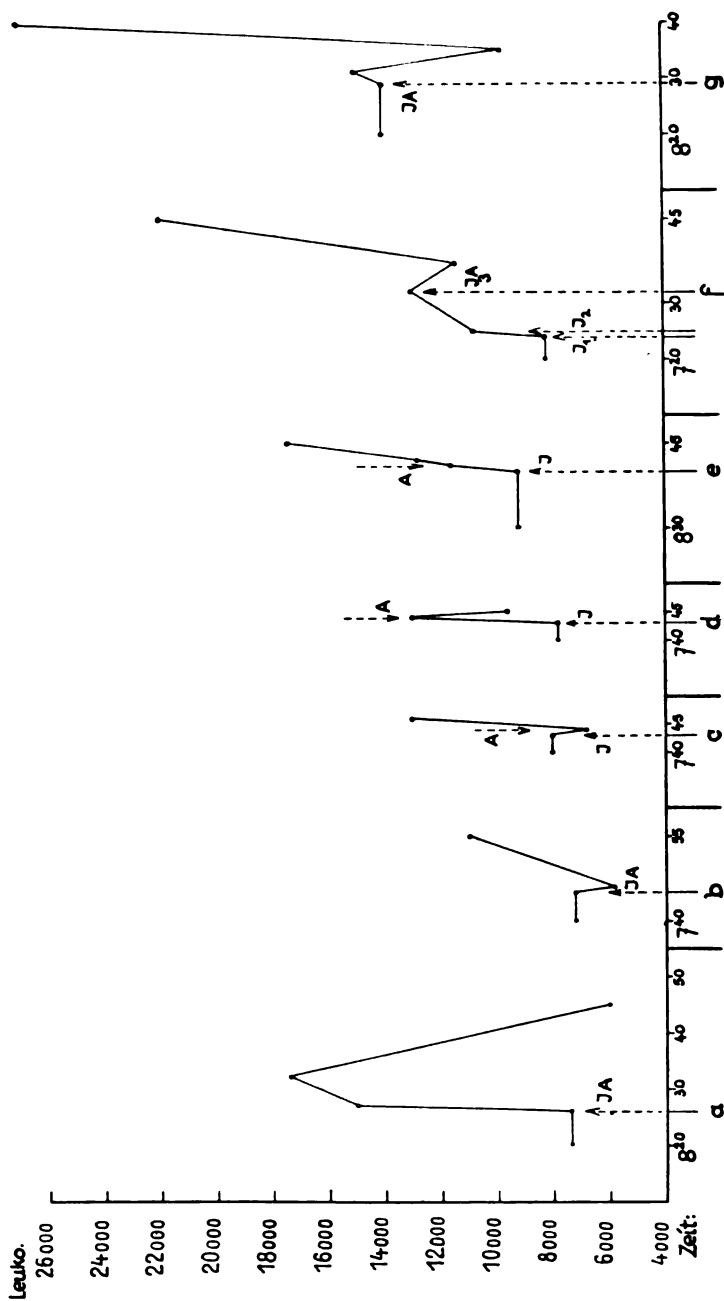 Leuko.
26000
24000
22000
20000
18000
16000
14000
12000
10000
8000
6000
4000
Zeit:
8²⁰ 30 40 50
JA
a
7⁴⁰ 55
JA
b
7⁴⁰ 45
A
J
c
7⁴⁰ 45
A
J
d
8³⁰ 45
A
J
e
7²⁰ 30 45
J₁ J₂ JA₃
f
8²⁰ 30 40
JA
g